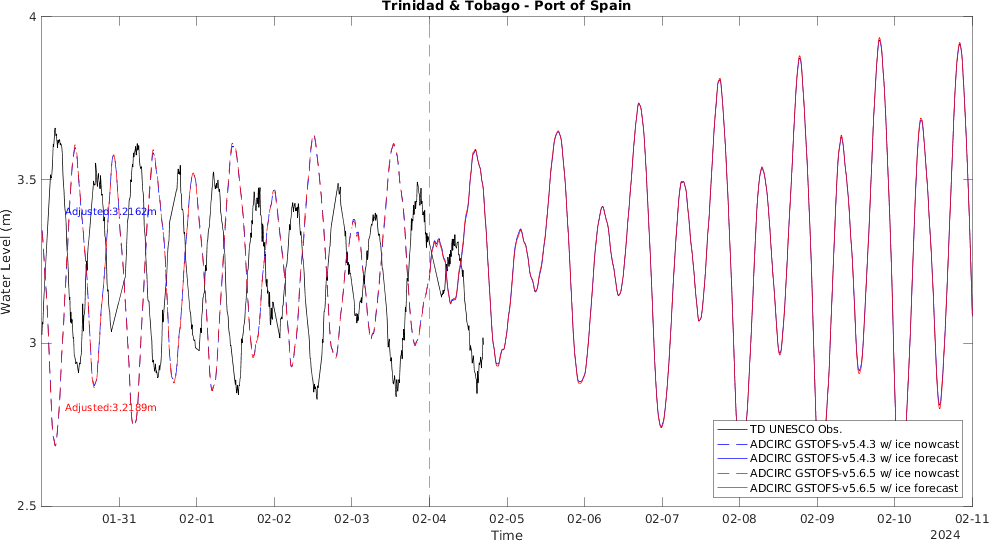 Trinidad & Tobago - Port of Spain
4
3.5
3
2.5
Water Level (m)
Adjusted:3.2162m
Adjusted:3.2189m
TD UNESCO Obs.
ADCIRC GSTOFS-v5.4.3 w/ ice nowcast
ADCIRC GSTOFS-v5.4.3 w/ ice forecast
ADCIRC GSTOFS-v5.6.5 w/ ice nowcast
ADCIRC GSTOFS-v5.6.5 w/ ice forecast
01-31 02-01 02-02 02-03 02-04 02-05 02-06 02-07 02-08 02-09 02-10 02-11
Time
2024